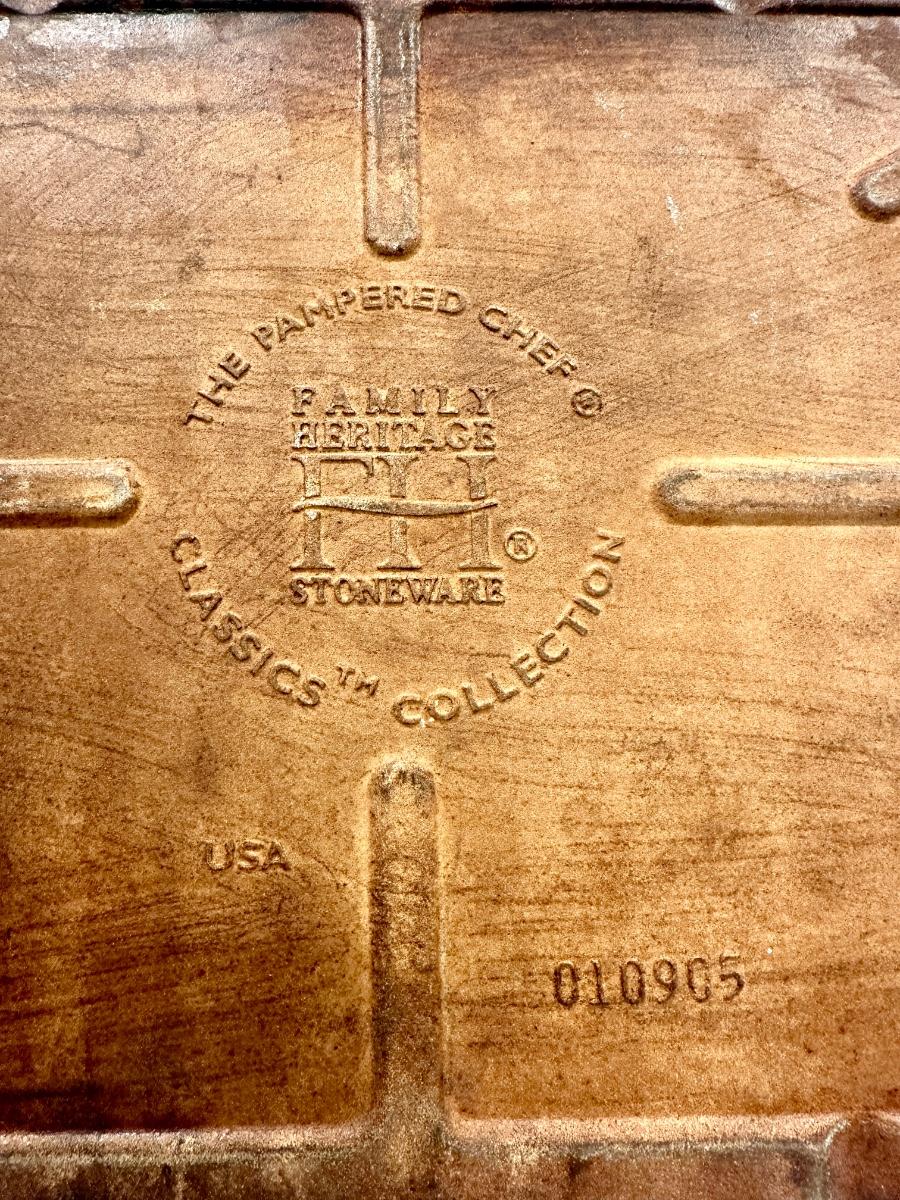 THE PAMPERED CHEF ®
FAMILY
HERITAGE
FH ®
STONEWARE
CLASSICS™ COLLECTION
USA
010905